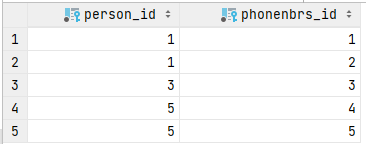 person_id phonenbrs_id
1 1 1
2 1 2
3 3 3
4 5 4
5 5 5